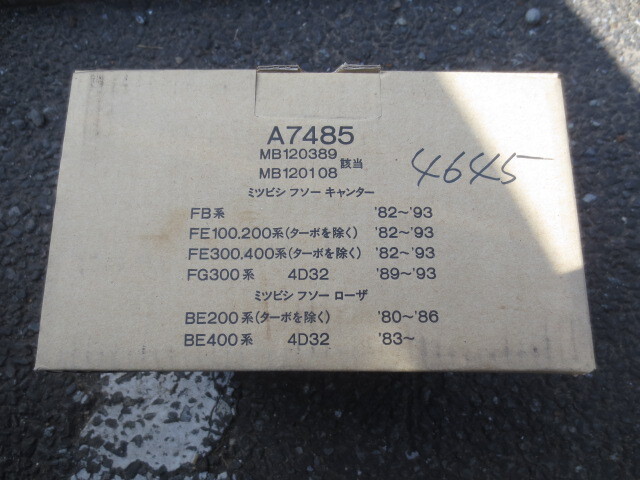 A7485
MB120389
MB120108 該当
4645
ミツビシ フソー キャンター
FB系 '82〜'93
FE100.200系(ターボを除く) '82〜'93
FE300.400系(ターボを除く) '82〜'93
FG300系 4D32 '89〜'93
ミツビシ フソー ローザ
BE200系(ターボを除く) '80〜'86
BE400系 4D32 '83〜